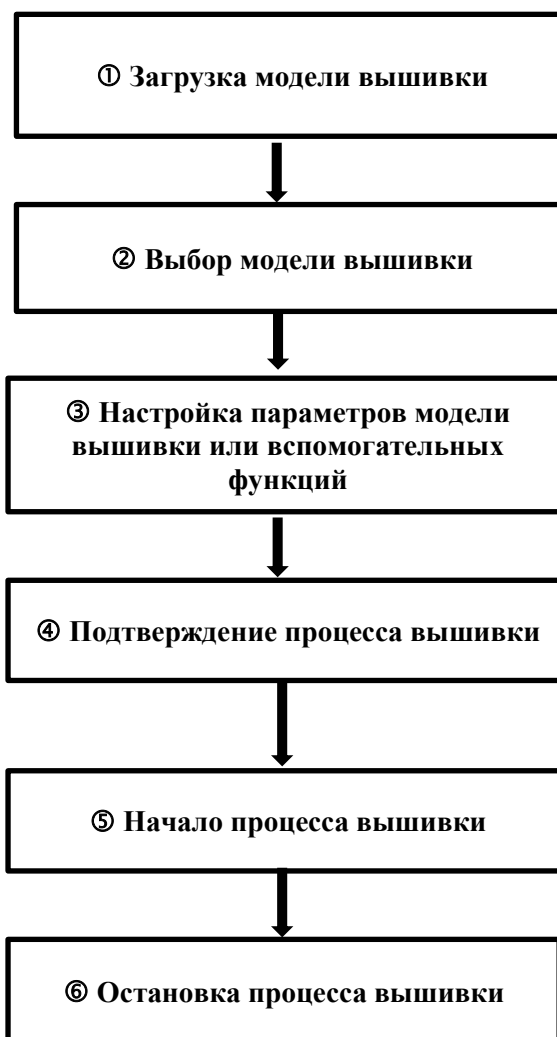 ① Загрузка модели вышивки
② Выбор модели вышивки
③ Настройка параметров модели
вышивки или вспомогательных
функций
④ Подтверждение процесса вышивки
⑤ Начало процесса вышивки
⑥ Остановка процесса вышивки